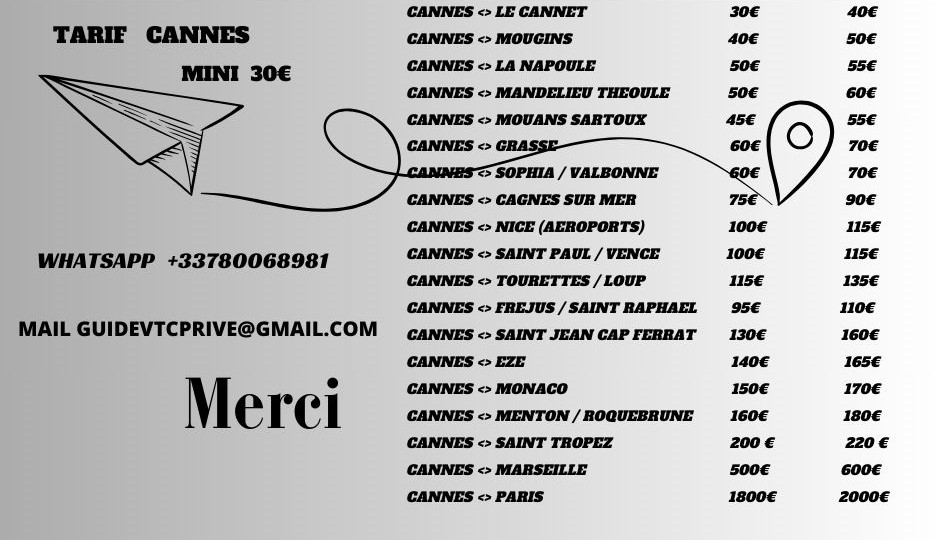 TARIF CANNES
MINI 30€
WHATSAPP +33780068981
MAIL GUIDEVTCPRIVE@GMAIL.COM
Merci
CANNES <> LE CANNET 30€ 40€
CANNES <> MOUGINS 40€ 50€
CANNES <> LA NAPOULE 50€ 55€
CANNES <> MANDELIEU THEOULE 50€ 60€
CANNES <> MOUANS SARTOUX 45€ 55€
CANNES <> GRASSE 60€ 70€
CANNES <> SOPHIA / VALBONNE 60€ 70€
CANNES <> CAGNES SUR MER 75€ 90€
CANNES <> NICE (AEROPORTS) 100€ 115€
CANNES <> SAINT PAUL / VENCE 100€ 115€
CANNES <> TOURETTES / LOUP 115€ 135€
CANNES <> FREJUS / SAINT RAPHAEL 95€ 110€
CANNES <> SAINT JEAN CAP FERRAT 130€ 160€
CANNES <> EZE 140€ 165€
CANNES <> MONACO 150€ 170€
CANNES <> MENTON / ROQUEBRUNE 160€ 180€
CANNES <> SAINT TROPEZ 200 € 220 €
CANNES <> MARSEILLE 500€ 600€
CANNES <> PARIS 1800€ 2000€